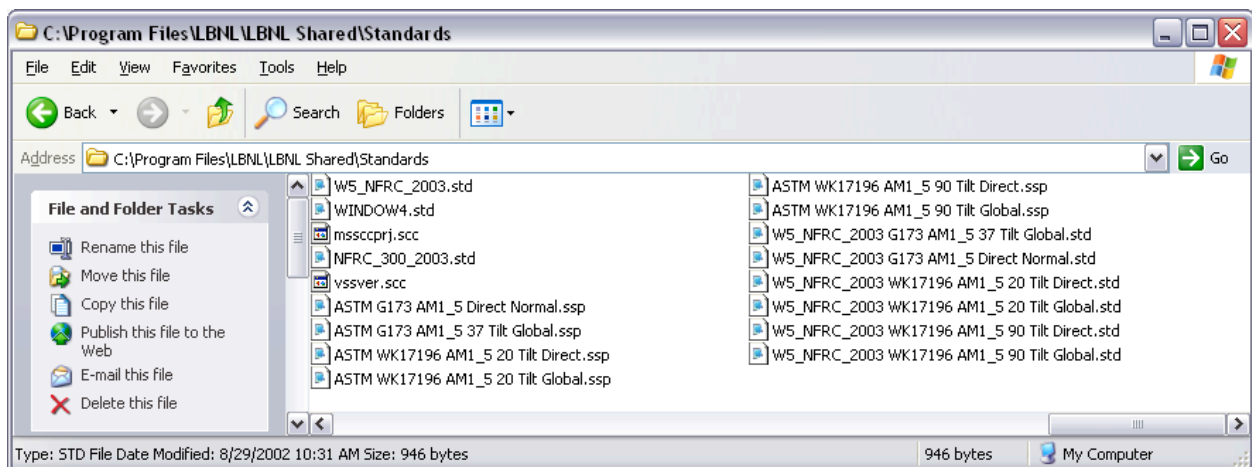 C:\Program Files\LBNL\LBNL Shared\Standards
File Edit View Favorites Tools Help
Back Search Folders
Address C:\Program Files\LBNL\LBNL Shared\Standards Go
File and Folder Tasks
Rename this file
Move this file
Copy this file
Publish this file to the
Web
E-mail this file
Delete this file
W5_NFRC_2003.std
WINDOW4.std
mssccprj.scc
NFRC_300_2003.std
vssver.scc
ASTM G173 AM1_5 Direct Normal.ssp
ASTM G173 AM1_5 37 Tilt Global.ssp
ASTM WK17196 AM1_5 20 Tilt Direct.ssp
ASTM WK17196 AM1_5 20 Tilt Global.ssp
ASTM WK17196 AM1_5 90 Tilt Direct.ssp
ASTM WK17196 AM1_5 90 Tilt Global.ssp
W5_NFRC_2003 G173 AM1_5 37 Tilt Global.std
W5_NFRC_2003 G173 AM1_5 Direct Normal.std
W5_NFRC_2003 WK17196 AM1_5 20 Tilt Direct.std
W5_NFRC_2003 WK17196 AM1_5 20 Tilt Global.std
W5_NFRC_2003 WK17196 AM1_5 90 Tilt Direct.std
W5_NFRC_2003 WK17196 AM1_5 90 Tilt Global.std
Type: STD File Date Modified: 8/29/2002 10:31 AM Size: 946 bytes 946 bytes My Computer